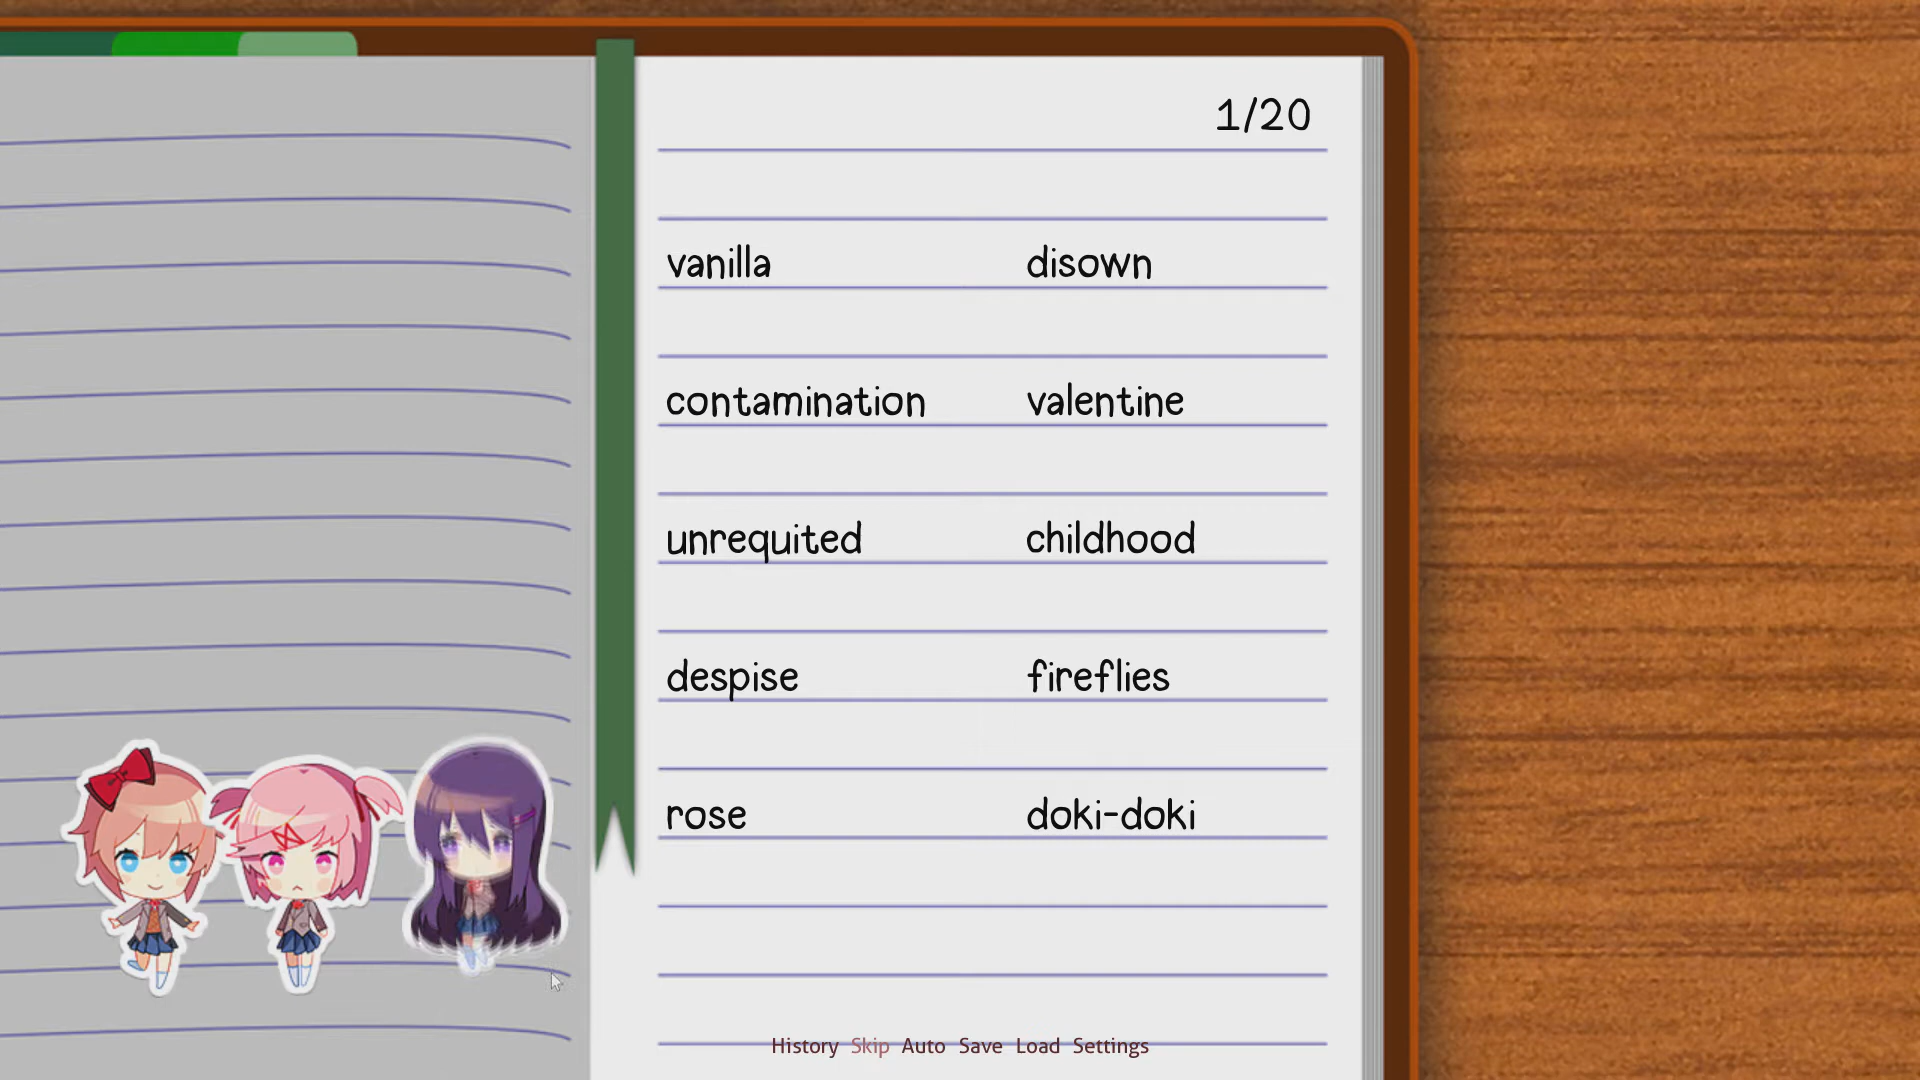 1/20
vanilla disown
contamination valentine
unrequited childhood
despise fireflies
rose doki-doki
History Skip Auto Save Load Settings